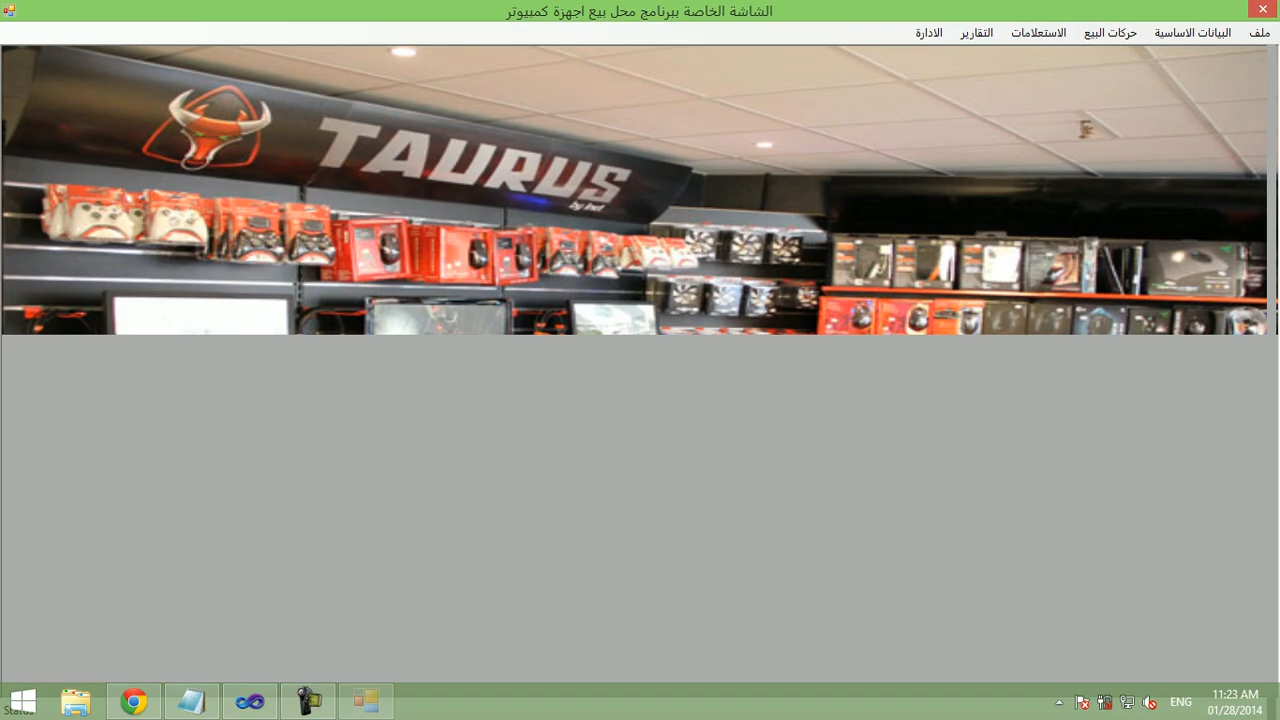 الشاشة الخاصة ببرنامج محل بيع اجهزة كمبيوتر
ملف البيانات الاساسية حركات البيع الاستعلامات التقارير الادارة
TAURUS
by Inet
Status
ENG
11:23 AM
01/28/2014